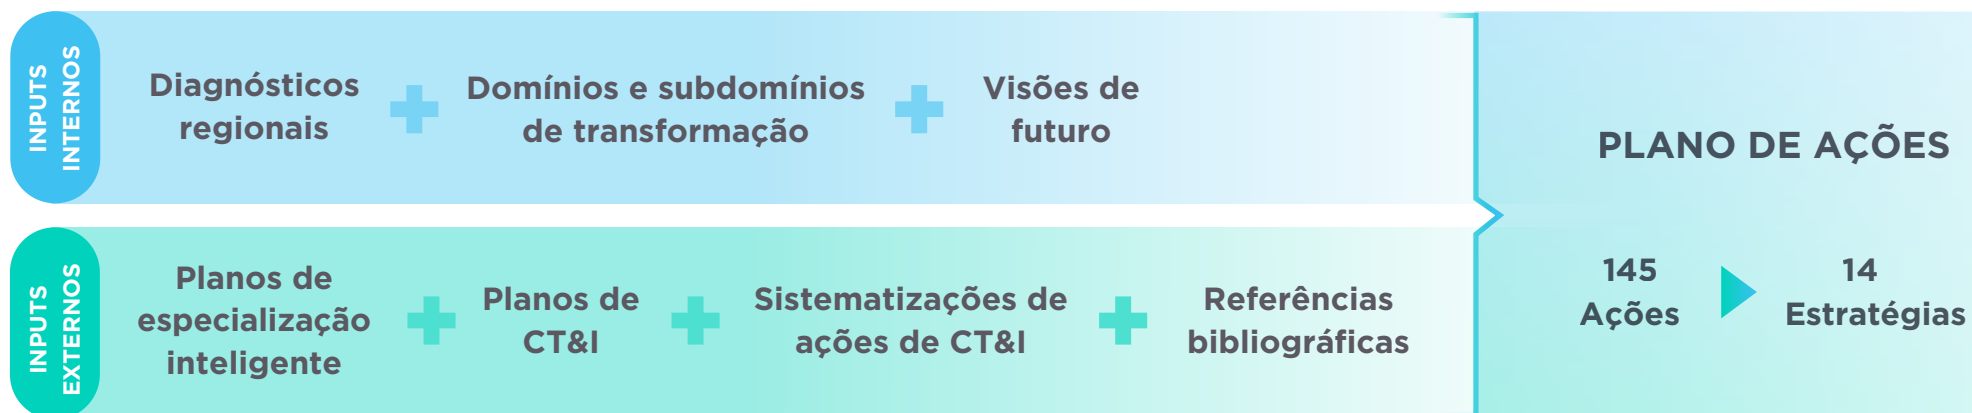 INPUTS
INTERNOS
Diagnósticos
regionais
Domínios e subdomínios
de transformação
Visões de
futuro
INPUTS
EXTERNOS
Planos de
especialização
inteligente
Planos de
CT&I
Sistematizações de
ações de CT&I
Referências
bibliográficas
PLANO DE AÇÕES
145
Ações
14
Estratégias